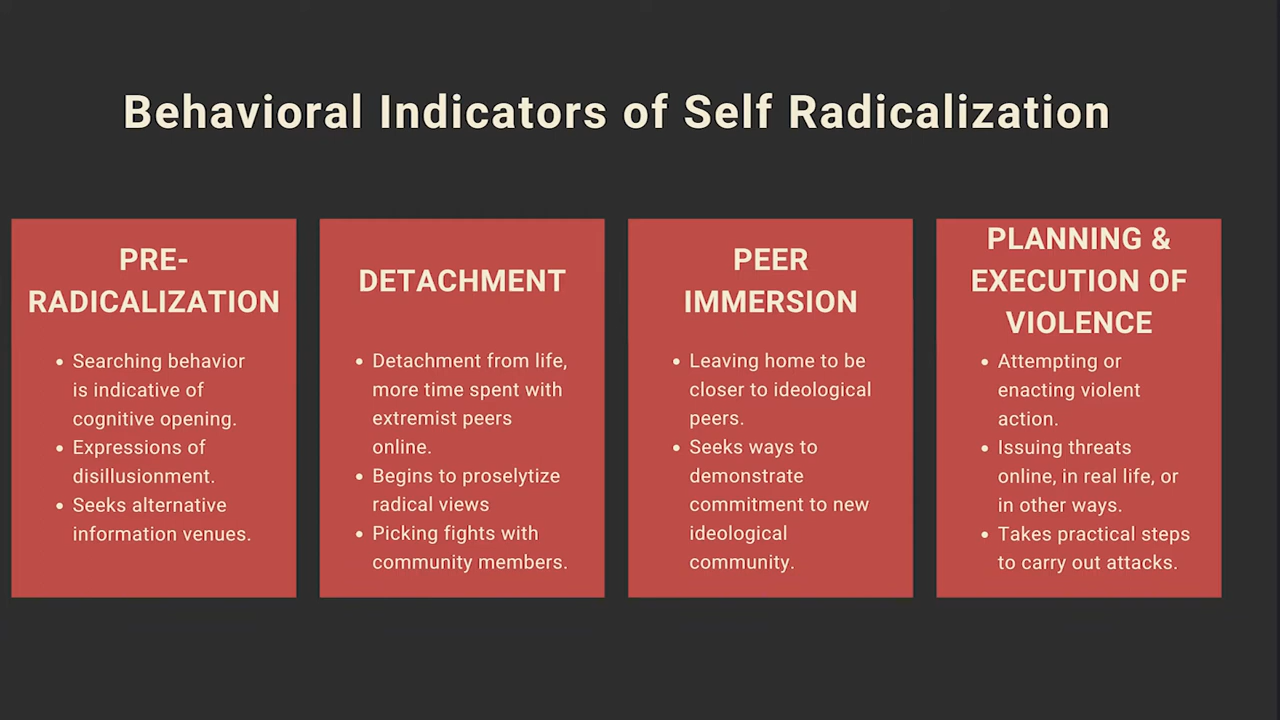 Behavioral Indicators of Self Radicalization
PRE-
RADICALIZATION
• Searching behavior
is indicative of
cognitive opening.
• Expressions of
disillusionment.
• Seeks alternative
information venues.
DETACHMENT
• Detachment from life,
more time spent with
extremist peers
online.
• Begins to proselytize
radical views
• Picking fights with
community members.
PEER
IMMERSION
• Leaving home to be
closer to ideological
peers.
• Seeks ways to
demonstrate
commitment to new
ideological
community.
PLANNING &
EXECUTION OF
VIOLENCE
• Attempting or
enacting violent
action.
• Issuing threats
online, in real life, or
in other ways.
• Takes practical steps
to carry out attacks.